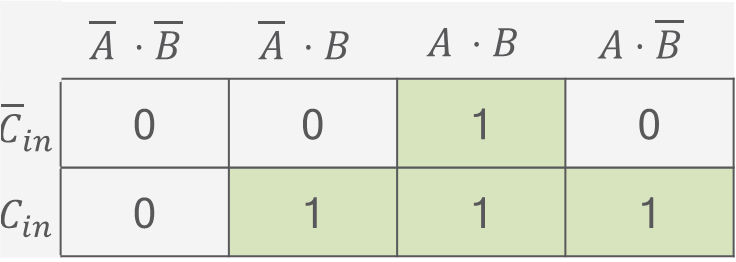 A̅ · B̅ A̅ · B A · B A · B̅
C̅in 0 0 1 0
Cin 0 1 1 1